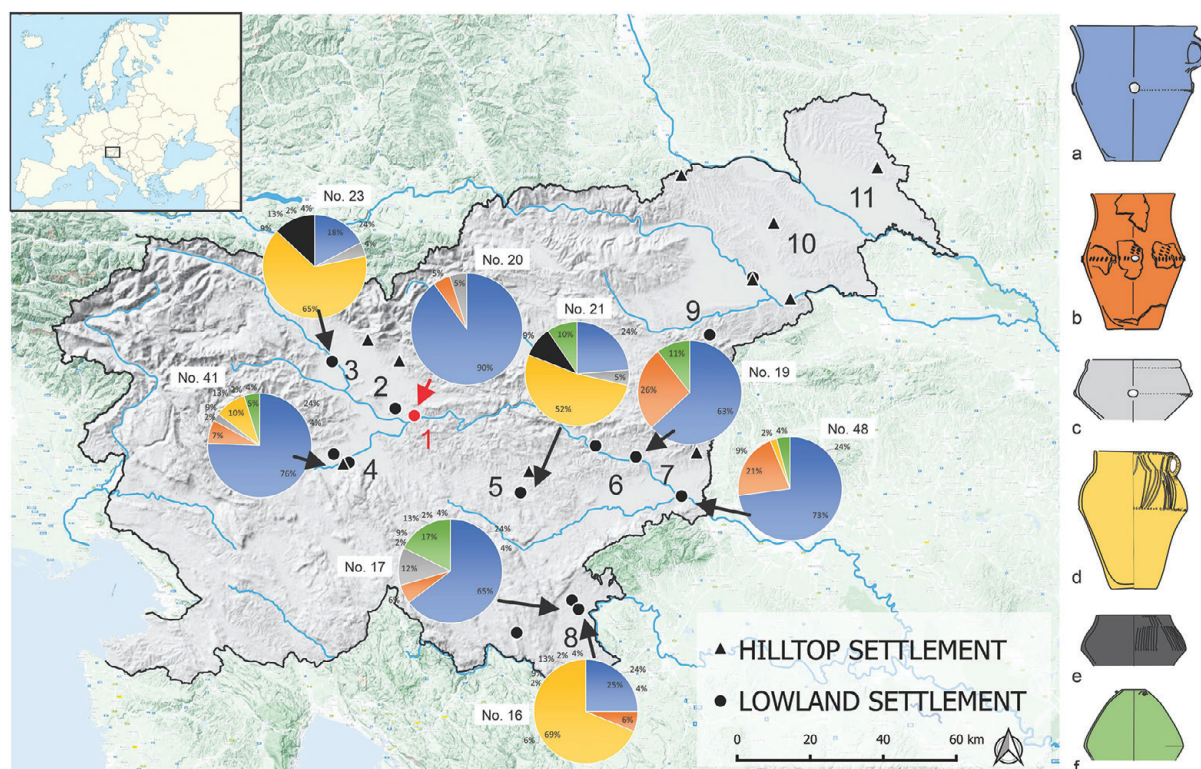 No. 23
13% 2% 4%
24%
9%
18%
4%
65%
No. 20
5%
5%
90%
No. 21
9%
10%
24%
5%
52%
No. 19
11%
26%
63%
No. 41
13% 2% 4%
24%
9%
10%
5%
4%
2%
7%
76%
No. 48
2% 4%
24%
9%
21%
73%
No. 17
13% 2% 4%
24%
9%
17%
4%
2%
12%
65%
6%
No. 16
13% 2% 4%
24%
9%
25%
4%
2%
6%
6%
69%
1
2
3
4
5
6
7
8
9
10
11
HILLTOP SETTLEMENT
LOWLAND SETTLEMENT
0 20 40 60 km
a
b
c
d
e
f